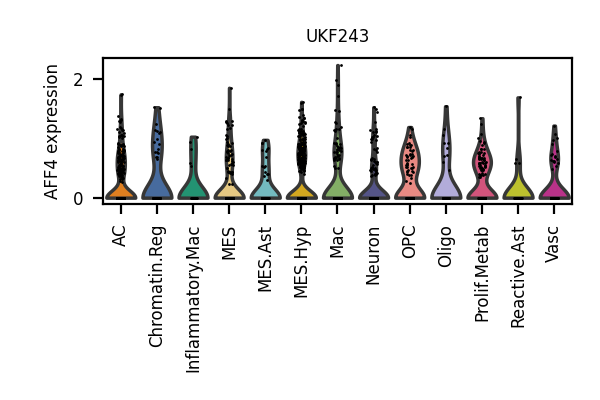 UKF243
AFF4 expression
2
0
AC
Chromatin.Reg
Inflammatory.Mac
MES
MES.Ast
MES.Hyp
Mac
Neuron
OPC
Oligo
Prolif.Metab
Reactive.Ast
Vasc